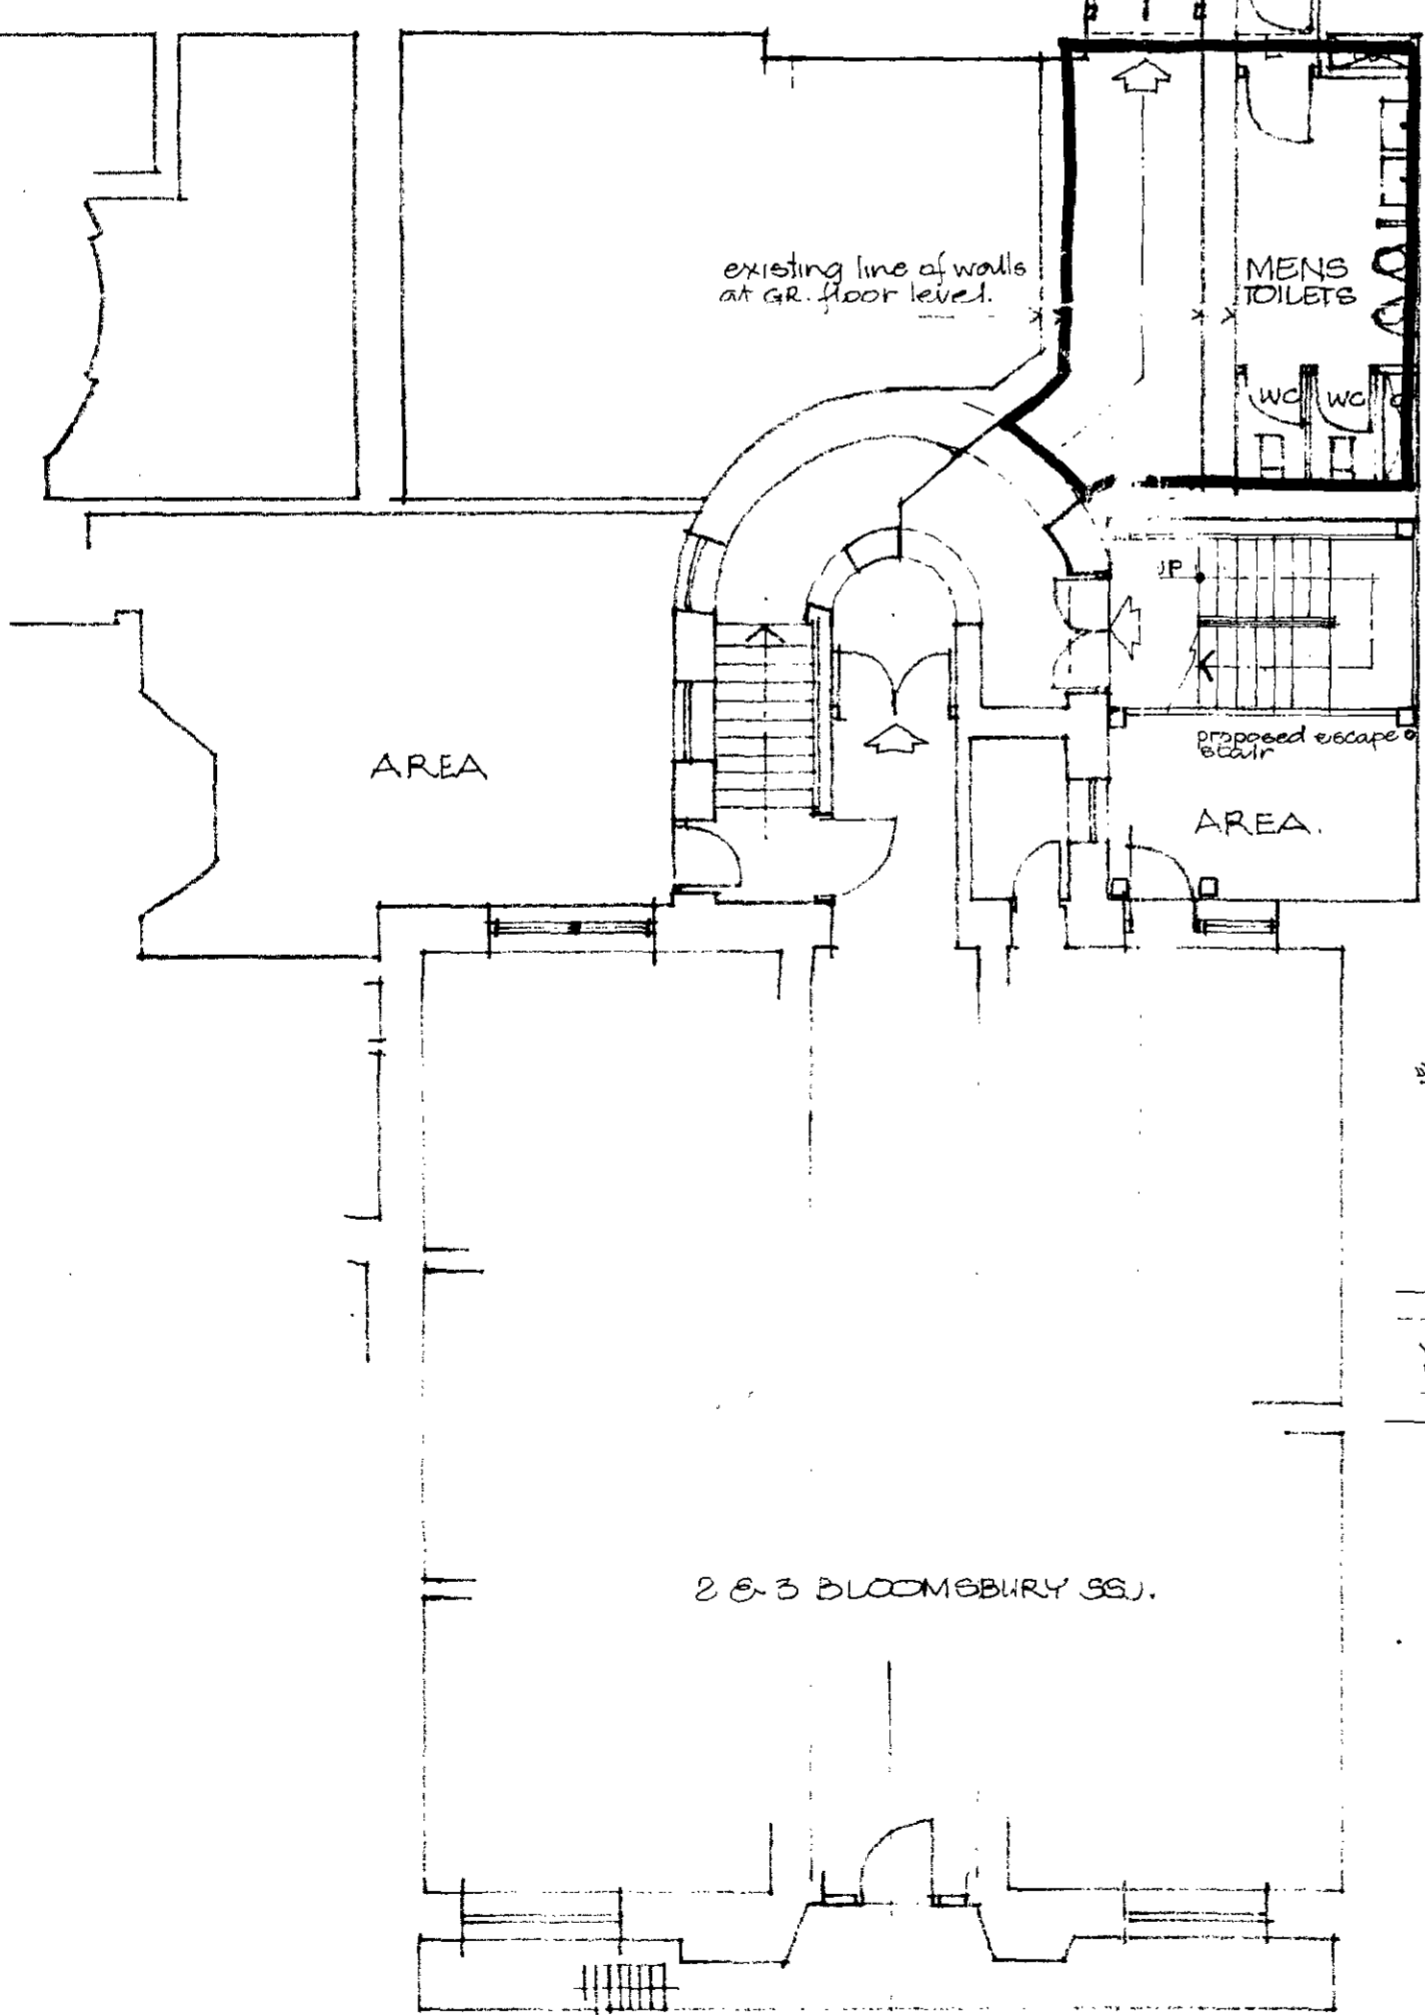 existing line of walls
at GR. floor level.
MENS
TOILETS
WC
WC
UP
proposed escape
stair
AREA
AREA.
2 & 3 BLOOMSBURY SQ.